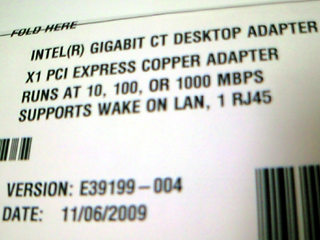 FOLD HERE
INTEL(R) GIGABIT CT DESKTOP ADAPTER
X1 PCI EXPRESS COPPER ADAPTER
RUNS AT 10, 100, OR 1000 MBPS
SUPPORTS WAKE ON LAN, 1 RJ45
VERSION: E39199-004
DATE: 11/06/2009